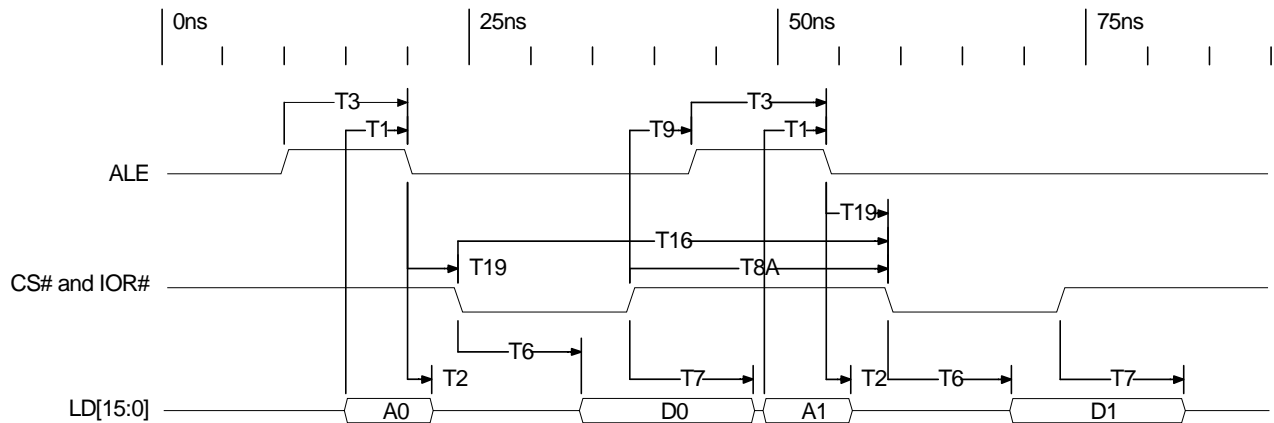 0ns 25ns 50ns 75ns
T3 T3
T1 T9 T1
ALE
T19
T16
T19 T8A
CS# and IOR#
T6
T2 T7 T2 T6 T7
LD[15:0] A0 D0 A1 D1